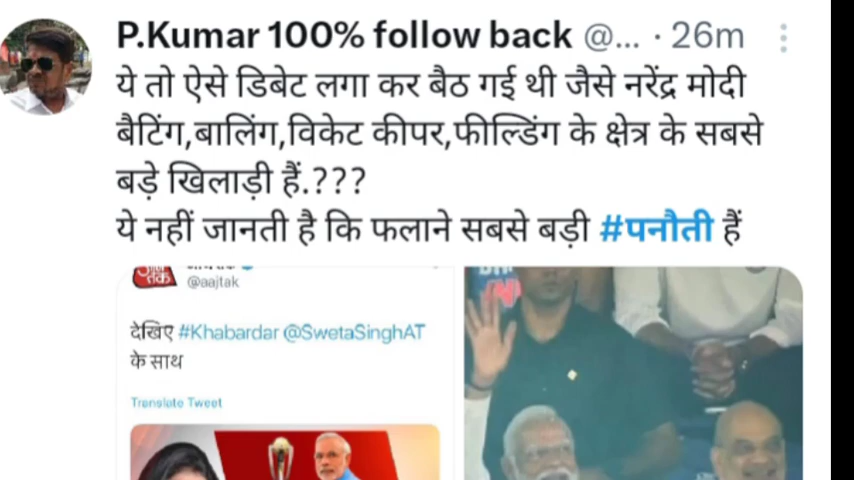 P.Kumar 100% follow back @... · 26m
ये तो ऐसे डिबेट लगा कर बैठ गई थी जैसे नरेंद्र मोदी
बैटिंग,बालिंग,विकेट कीपर,फील्डिंग के क्षेत्र के सबसे
बड़े खिलाड़ी हैं.???
ये नहीं जानती है कि फलाने सबसे बड़ी #पनौती हैं
तक
@aajtak
देखिए #Khabardar @SwetaSinghAT
के साथ
Translate Tweet